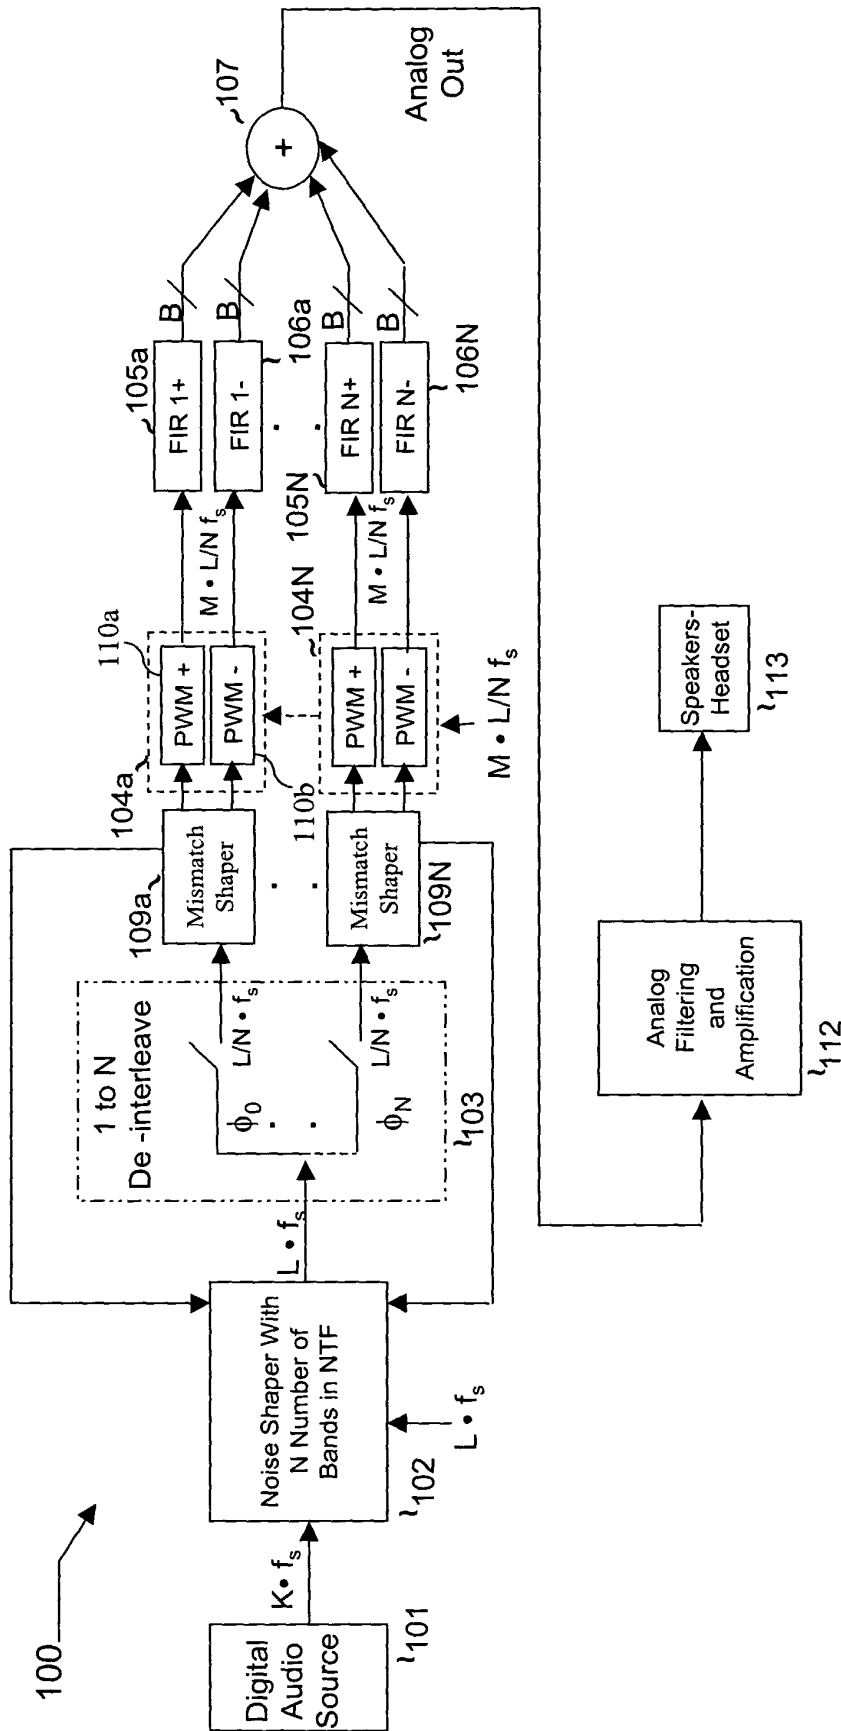 100
Digital
Audio
Source
101
K • fs
Noise Shaper With
N Number of
Bands in NTF
102
L • fs
L • fs
1 to N
De -interleave
ϕ0
.
.
ϕN
L/N • fs
L/N • fs
103
109a
Mismatch
Shaper
.
.
Mismatch
Shaper
109N
104a
110a
PWM +
PWM -
110b
104N
PWM +
PWM -
M • L/N fs
M • L/N fs
M • L/N fs
105a
FIR 1+
FIR 1-
106a
.
.
105N
FIR N+
FIR N-
106N
B
B
B
B
107
+
Analog
Out
Analog
Filtering
and
Amplification
112
Speakers-
Headset
113